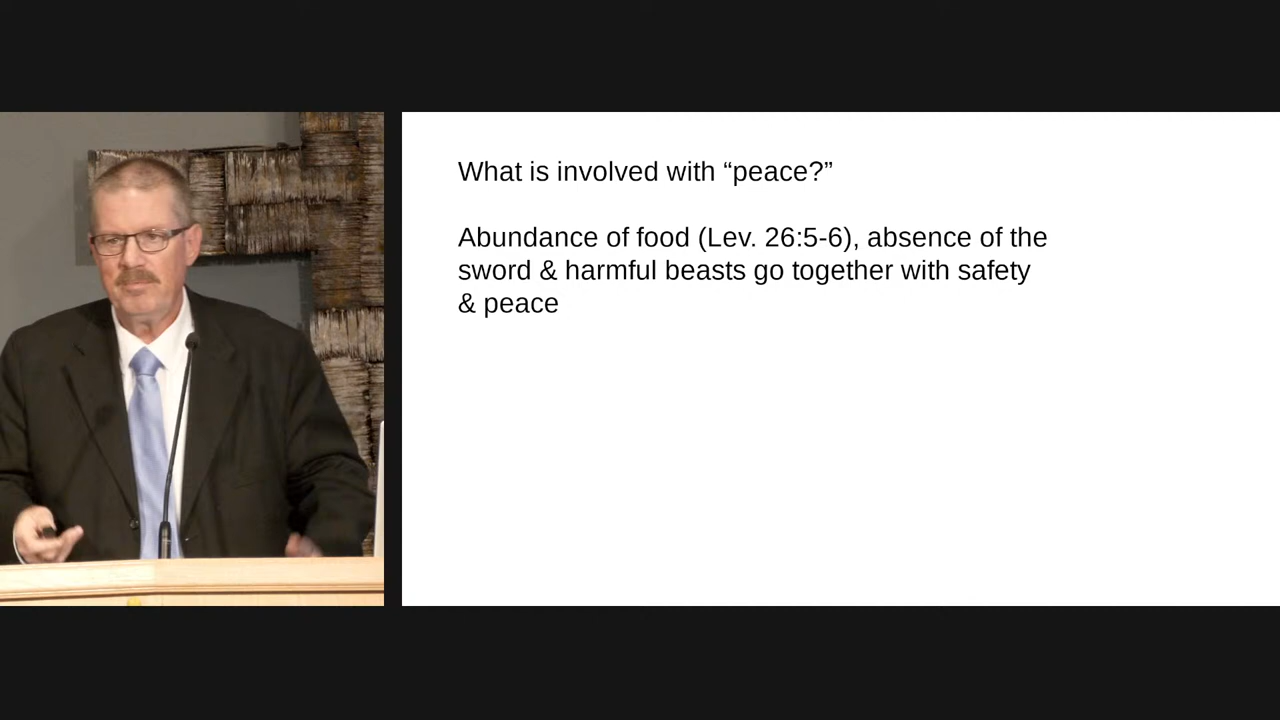 What is involved with “peace?”
Abundance of food (Lev. 26:5-6), absence of the
sword & harmful beasts go together with safety
& peace